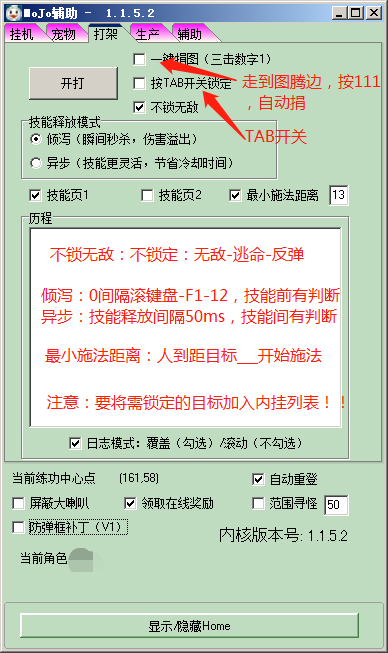 MoJo辅助 - 1.1.5.2
挂机 宠物 打架 生产 辅助
一键捐图（三击数字1）
开打
按TAB开关锁定
走到图腾边，按111
，自动捐
不锁无敌
TAB开关
技能释放模式
倾泻（瞬间秒杀，伤害溢出）
异步（技能更灵活，节省冷却时间）
技能页1 技能页2 最小施法距离 13
历程
不锁无敌：不锁定：无敌-逃命-反弹
倾泻：0间隔滚键盘-F1-12，技能前有判断
异步：技能释放间隔50ms，技能间有判断
最小施法距离：人到距目标___开始施法
注意：要将需锁定的目标加入内挂列表！！
日志模式：覆盖（勾选）/滚动（不勾选）
当前练功中心点 (161,58) 自动重登
屏蔽大喇叭 领取在线奖励 范围寻怪 50
防弹框补丁（V1） 内核版本号: 1.1.5.2
当前角色
显示/隐藏Home